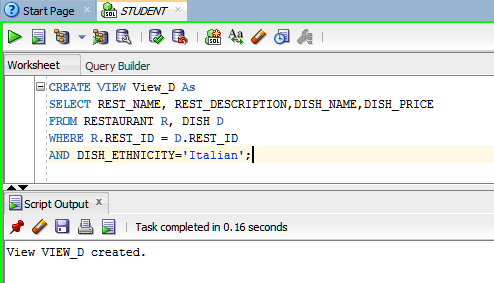 Start Page
STUDENT
Worksheet
Query Builder
CREATE VIEW View_D As
SELECT REST_NAME, REST_DESCRIPTION,DISH_NAME,DISH_PRICE
FROM RESTAURANT R, DISH D
WHERE R.REST_ID = D.REST_ID
AND DISH_ETHNICITY='Italian';
Script Output
Task completed in 0.16 seconds
View VIEW_D created.